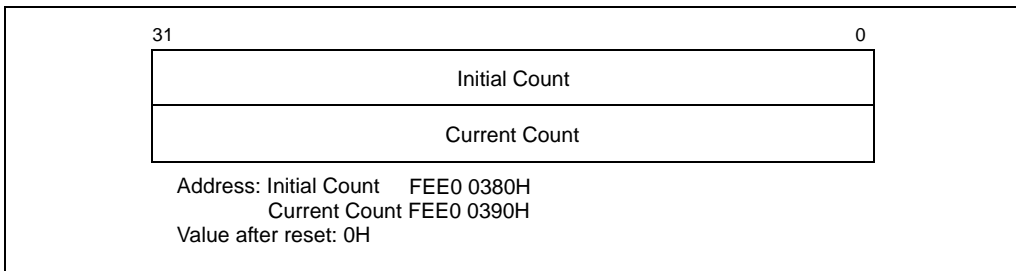 31 0
Initial Count
Current Count
Address: Initial Count FEE0 0380H
Current Count FEE0 0390H
Value after reset: 0H